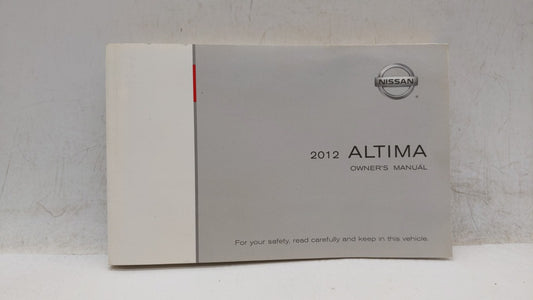 NISSAN
2012 ALTIMA
OWNER'S MANUAL
For your safety, read carefully and keep in this vehicle.